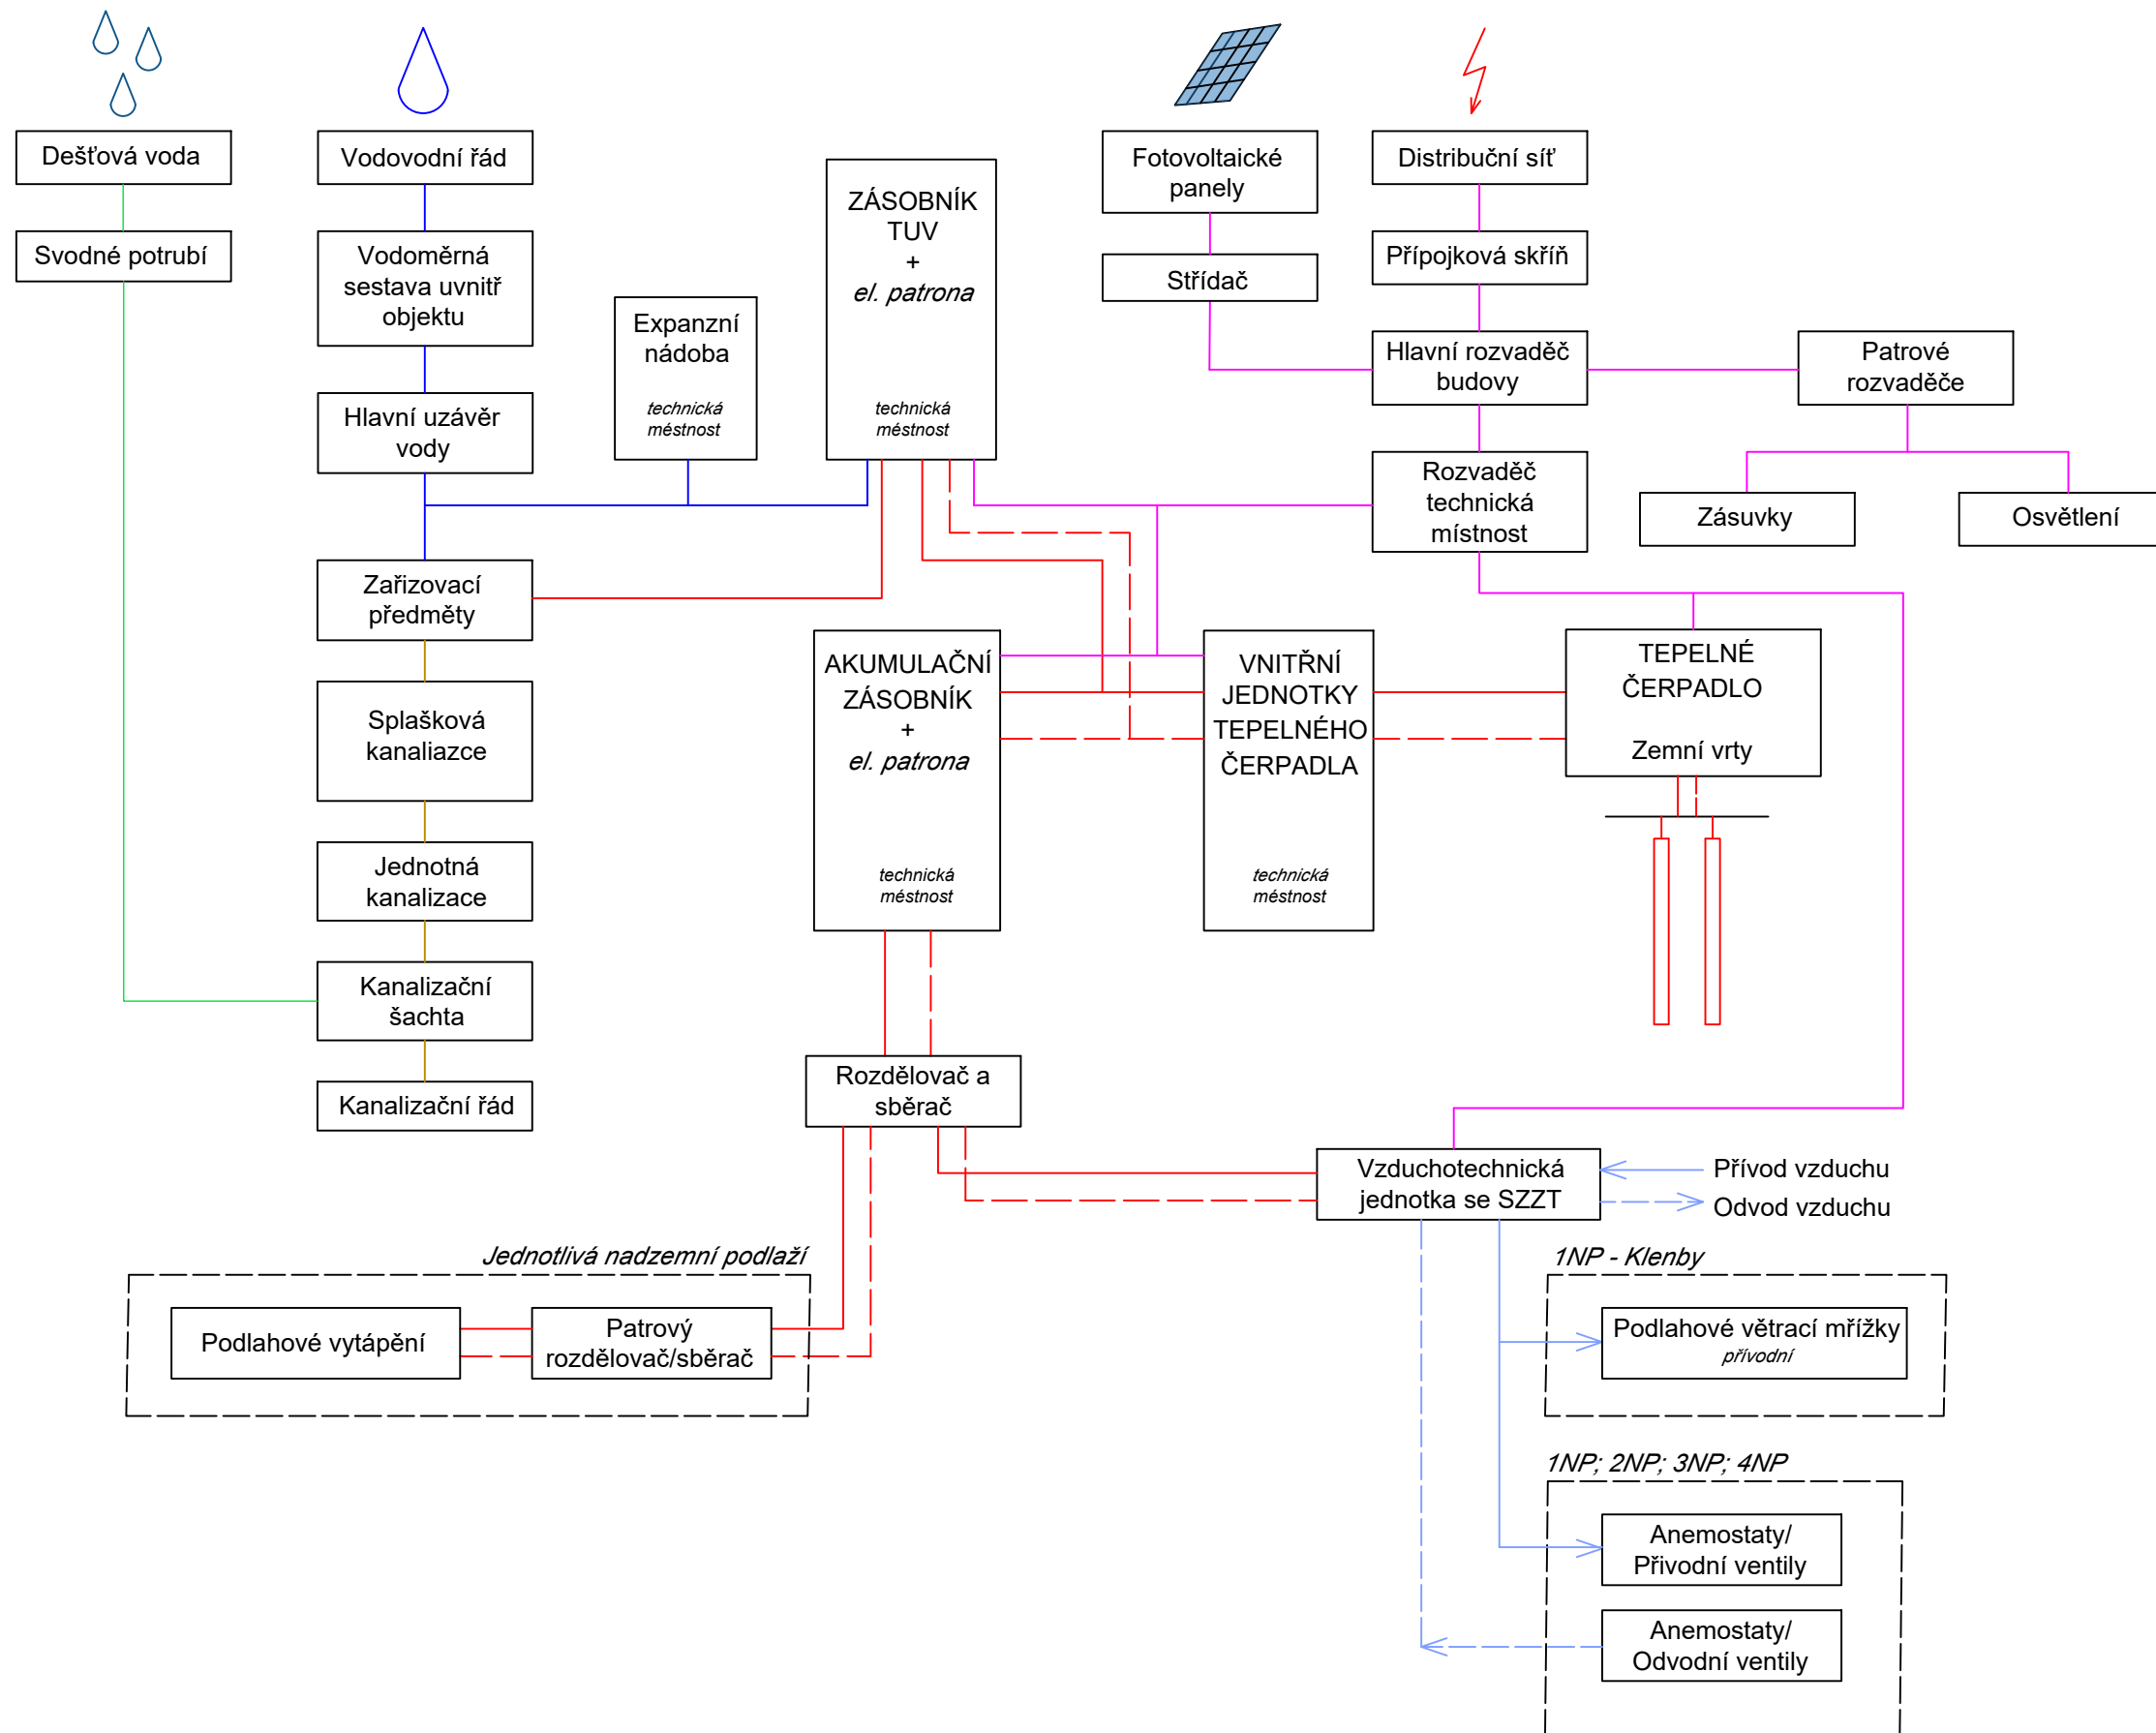 Dešťová voda
Svodné potrubí
Vodovodní řád
Vodoměrná
sestava uvnitř
objektu
Hlavní uzávěr
vody
Zařizovací
předměty
Splašková
kanaliazce
Jednotná
kanalizace
Kanalizační
šachta
Kanalizační řád
Expanzní
nádoba
technická
méstnost
ZÁSOBNÍK
TUV
+
el. patrona
technická
méstnost
Fotovoltaické
panely
Střídač
Distribuční síť
Přípojková skříň
Hlavní rozvaděč
budovy
Rozvaděč
technická
místnost
Patrové
rozvaděče
Zásuvky
Osvětlení
AKUMULAČNÍ
ZÁSOBNÍK
+
el. patrona
technická
méstnost
VNITŘNÍ
JEDNOTKY
TEPELNÉHO
ČERPADLA
technická
méstnost
TEPELNÉ
ČERPADLO
Zemní vrty
Rozdělovač a
sběrač
Vzduchotechnická
jednotka se SZZT
Přívod vzduchu
Odvod vzduchu
Jednotlivá nadzemní podlaží
Podlahové vytápění
Patrový
rozdělovač/sběrač
1NP - Klenby
Podlahové větrací mřížky
přívodní
1NP; 2NP; 3NP; 4NP
Anemostaty/
Přivodní ventily
Anemostaty/
Odvodní ventily